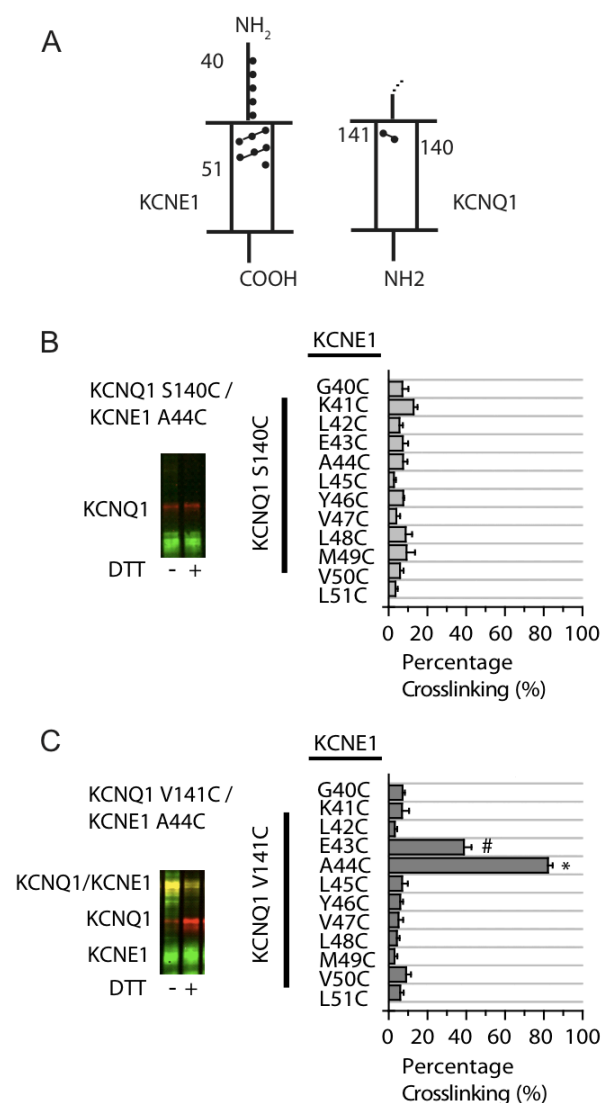 A
NH2
40
51
KCNE1
COOH
141
140
KCNQ1
NH2
B
KCNE1
KCNQ1 S140C /
KCNE1 A44C
KCNQ1
DTT - +
KCNQ1 S140C
G40C
K41C
L42C
E43C
A44C
L45C
Y46C
V47C
L48C
M49C
V50C
L51C
0 20 40 60 80 100
Percentage
Crosslinking (%)
C
KCNE1
KCNQ1 V141C /
KCNE1 A44C
KCNQ1/KCNE1
KCNQ1
KCNE1
DTT - +
KCNQ1 V141C
G40C
K41C
L42C
E43C #
A44C *
L45C
Y46C
V47C
L48C
M49C
V50C
L51C
0 20 40 60 80 100
Percentage
Crosslinking (%)